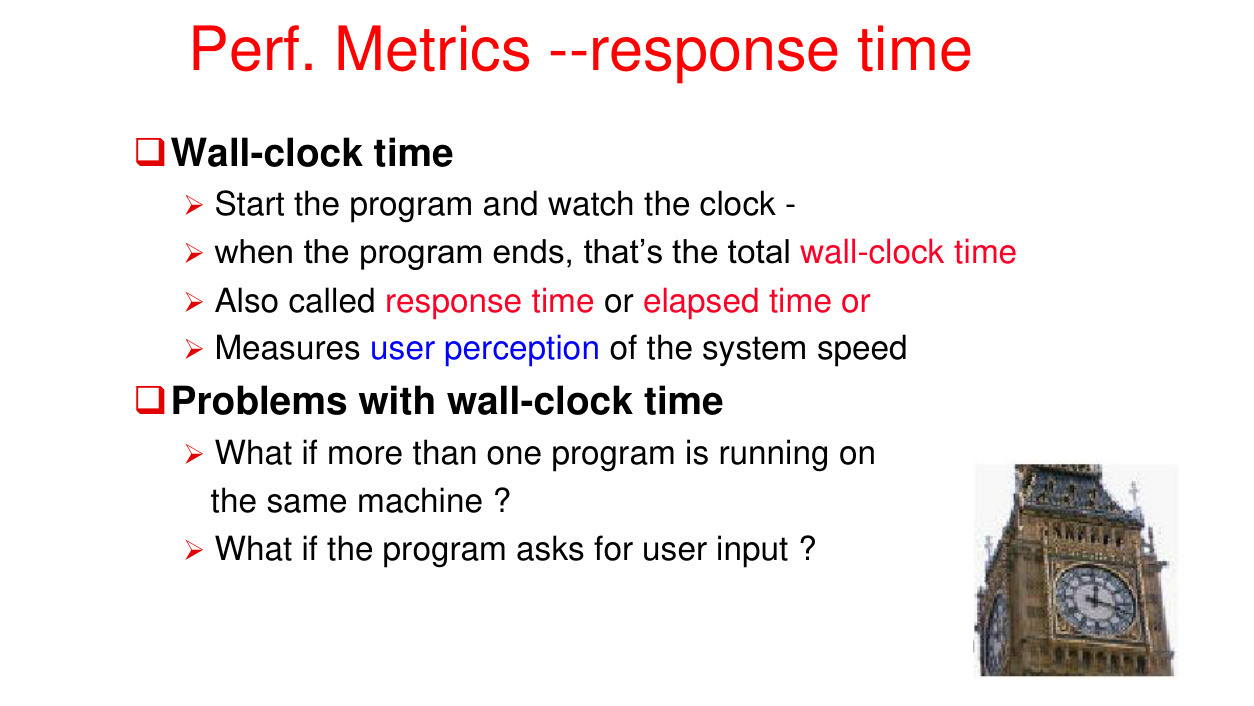 Perf. Metrics --response time
Wall-clock time
Start the program and watch the clock -
when the program ends, that’s the total wall-clock time
Also called response time or elapsed time or
Measures user perception of the system speed
Problems with wall-clock time
What if more than one program is running on
the same machine ?
What if the program asks for user input ?